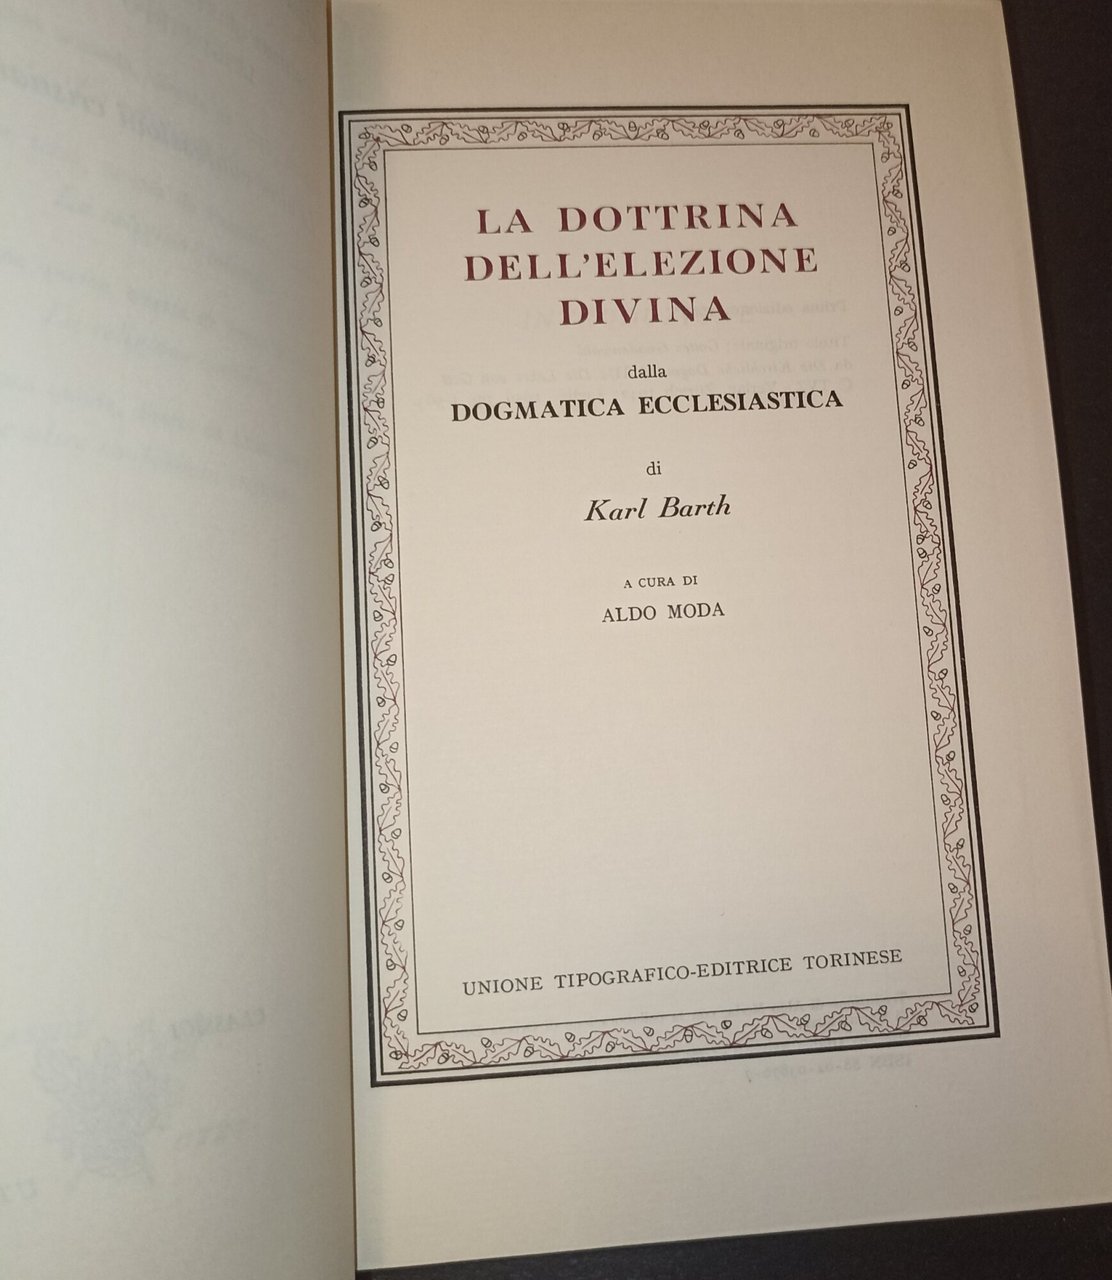 LA DOTTRINA
DELL'ELEZIONE
DIVINA
dalla
DOGMATICA ECCLESIASTICA
di
Karl Barth
A CURA DI
ALDO MODA
UNIONE TIPOGRAFICO-EDITRICE TORINESE